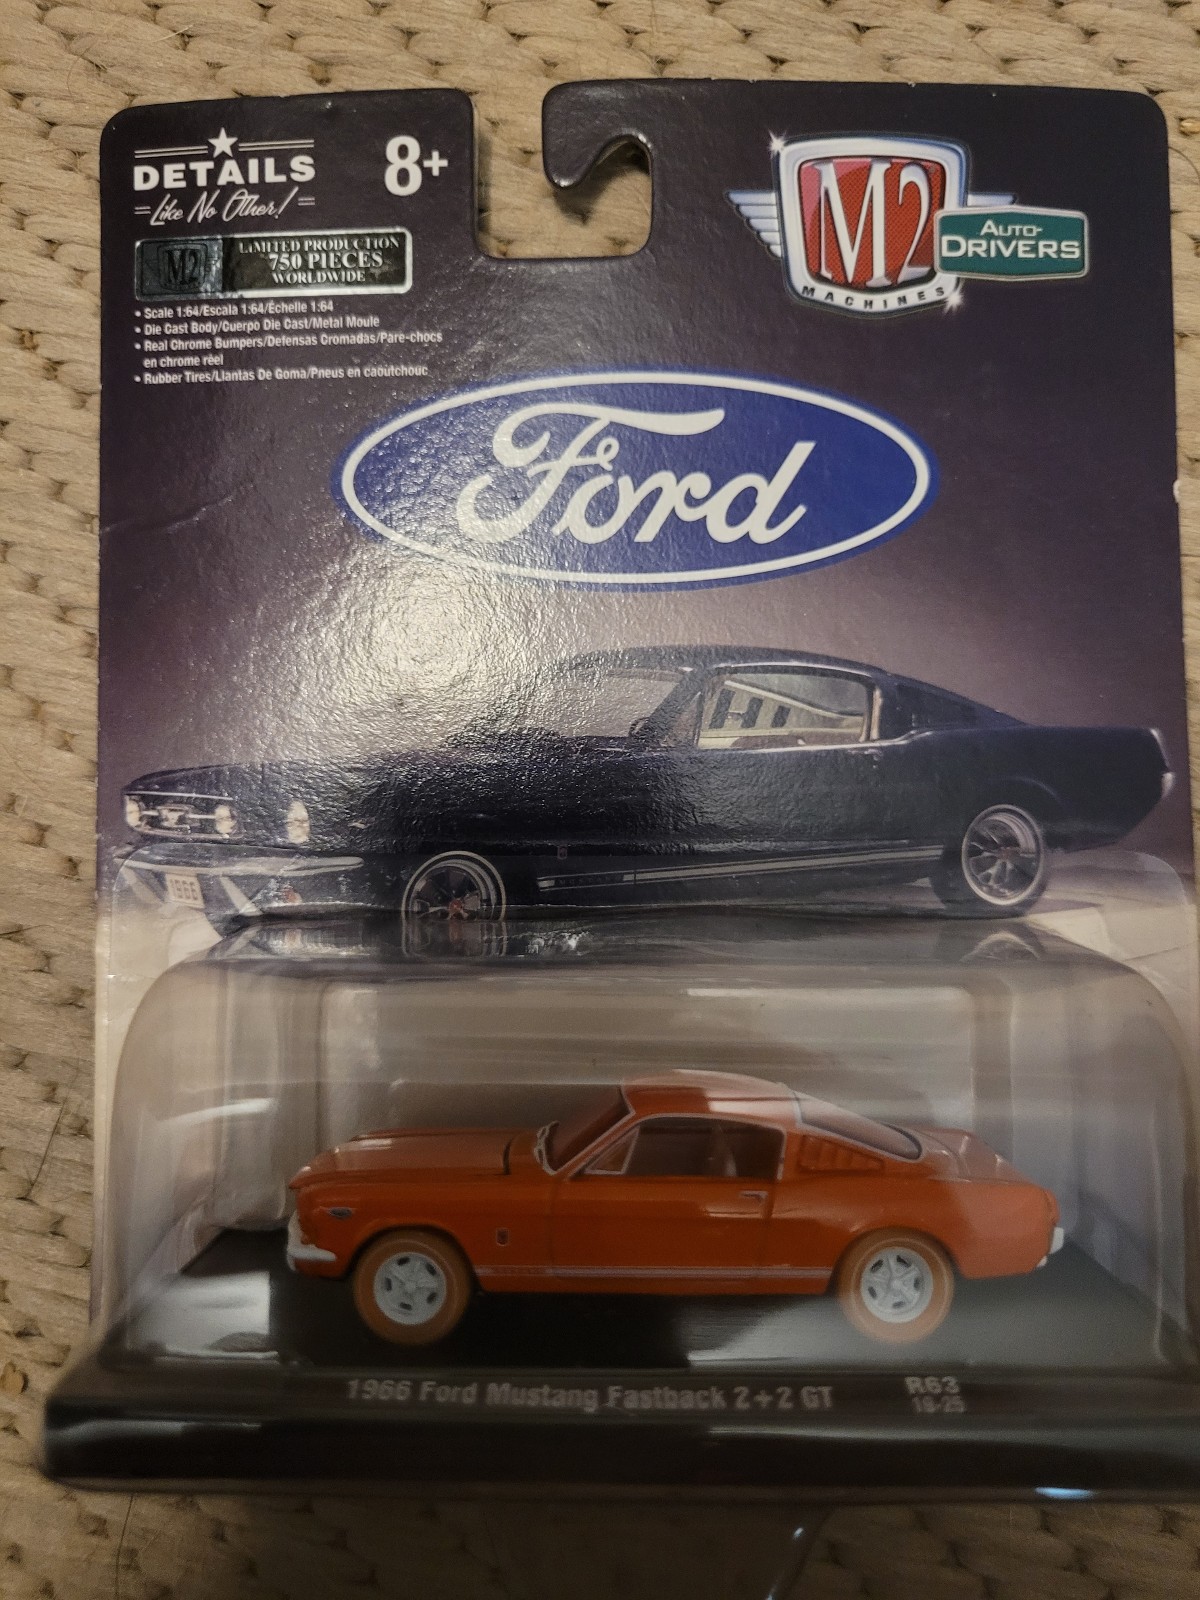 DETAILS
Like No Other!
8+
M2
LIMITED PRODUCTION
750 PIECES
WORLDWIDE
• Scale 1:64/Escala 1:64/Échelle 1:64
• Die Cast Body/Cuerpo Die Cast/Metal Moule
• Real Chrome Bumpers/Defensas Cromadas/Pare-chocs
en chrome réel
• Rubber Tires/Llantas De Goma/Pneus en caoutchouc
M2
MACHINES
AUTO-
DRIVERS
Ford
1966
1966 Ford Mustang Fastback 2+2 GT
R63